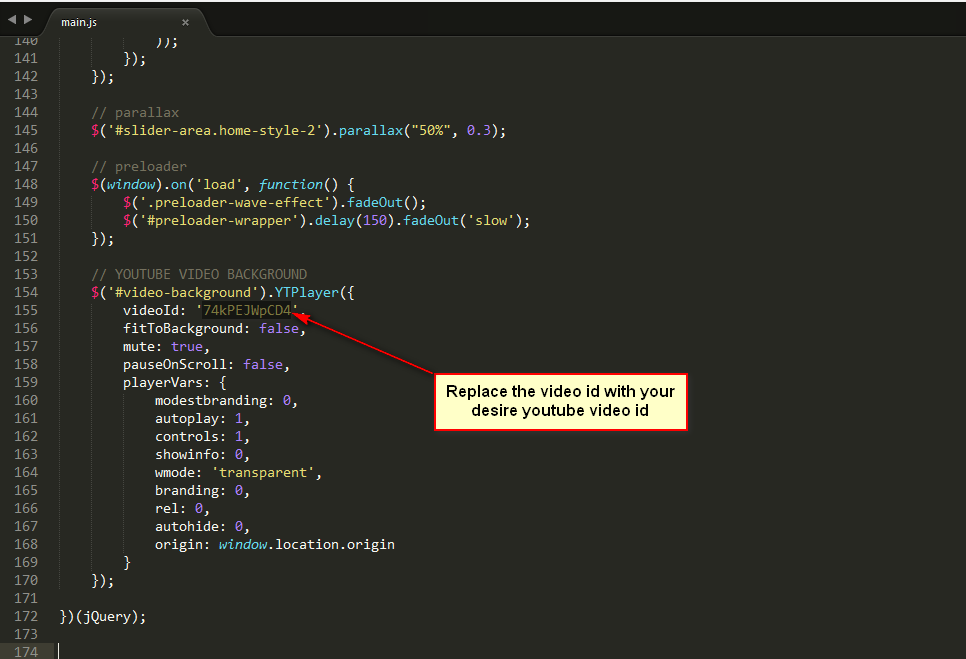 main.js ×
140             });
141         });
142     });
143
144     // parallax
145     $('#slider-area.home-style-2').parallax("50%", 0.3);
146
147     // preloader
148     $(window).on('load', function() {
149         $('.preloader-wave-effect').fadeOut();
150         $('#preloader-wrapper').delay(150).fadeOut('slow');
151     });
152
153     // YOUTUBE VIDEO BACKGROUND
154     $('#video-background').YTPlayer({
155         videoId: '74kPEJWpCD4',
156         fitToBackground: false,
157         mute: true,
158         pauseOnScroll: false,
159         playerVars: {
160             modestbranding: 0,
161             autoplay: 1,
162             controls: 1,
163             showinfo: 0,
164             wmode: 'transparent',
165             branding: 0,
166             rel: 0,
167             autohide: 0,
168             origin: window.location.origin
169         }
170     });
171
172 })(jQuery);
173
174
Replace the video id with your
desire youtube video id